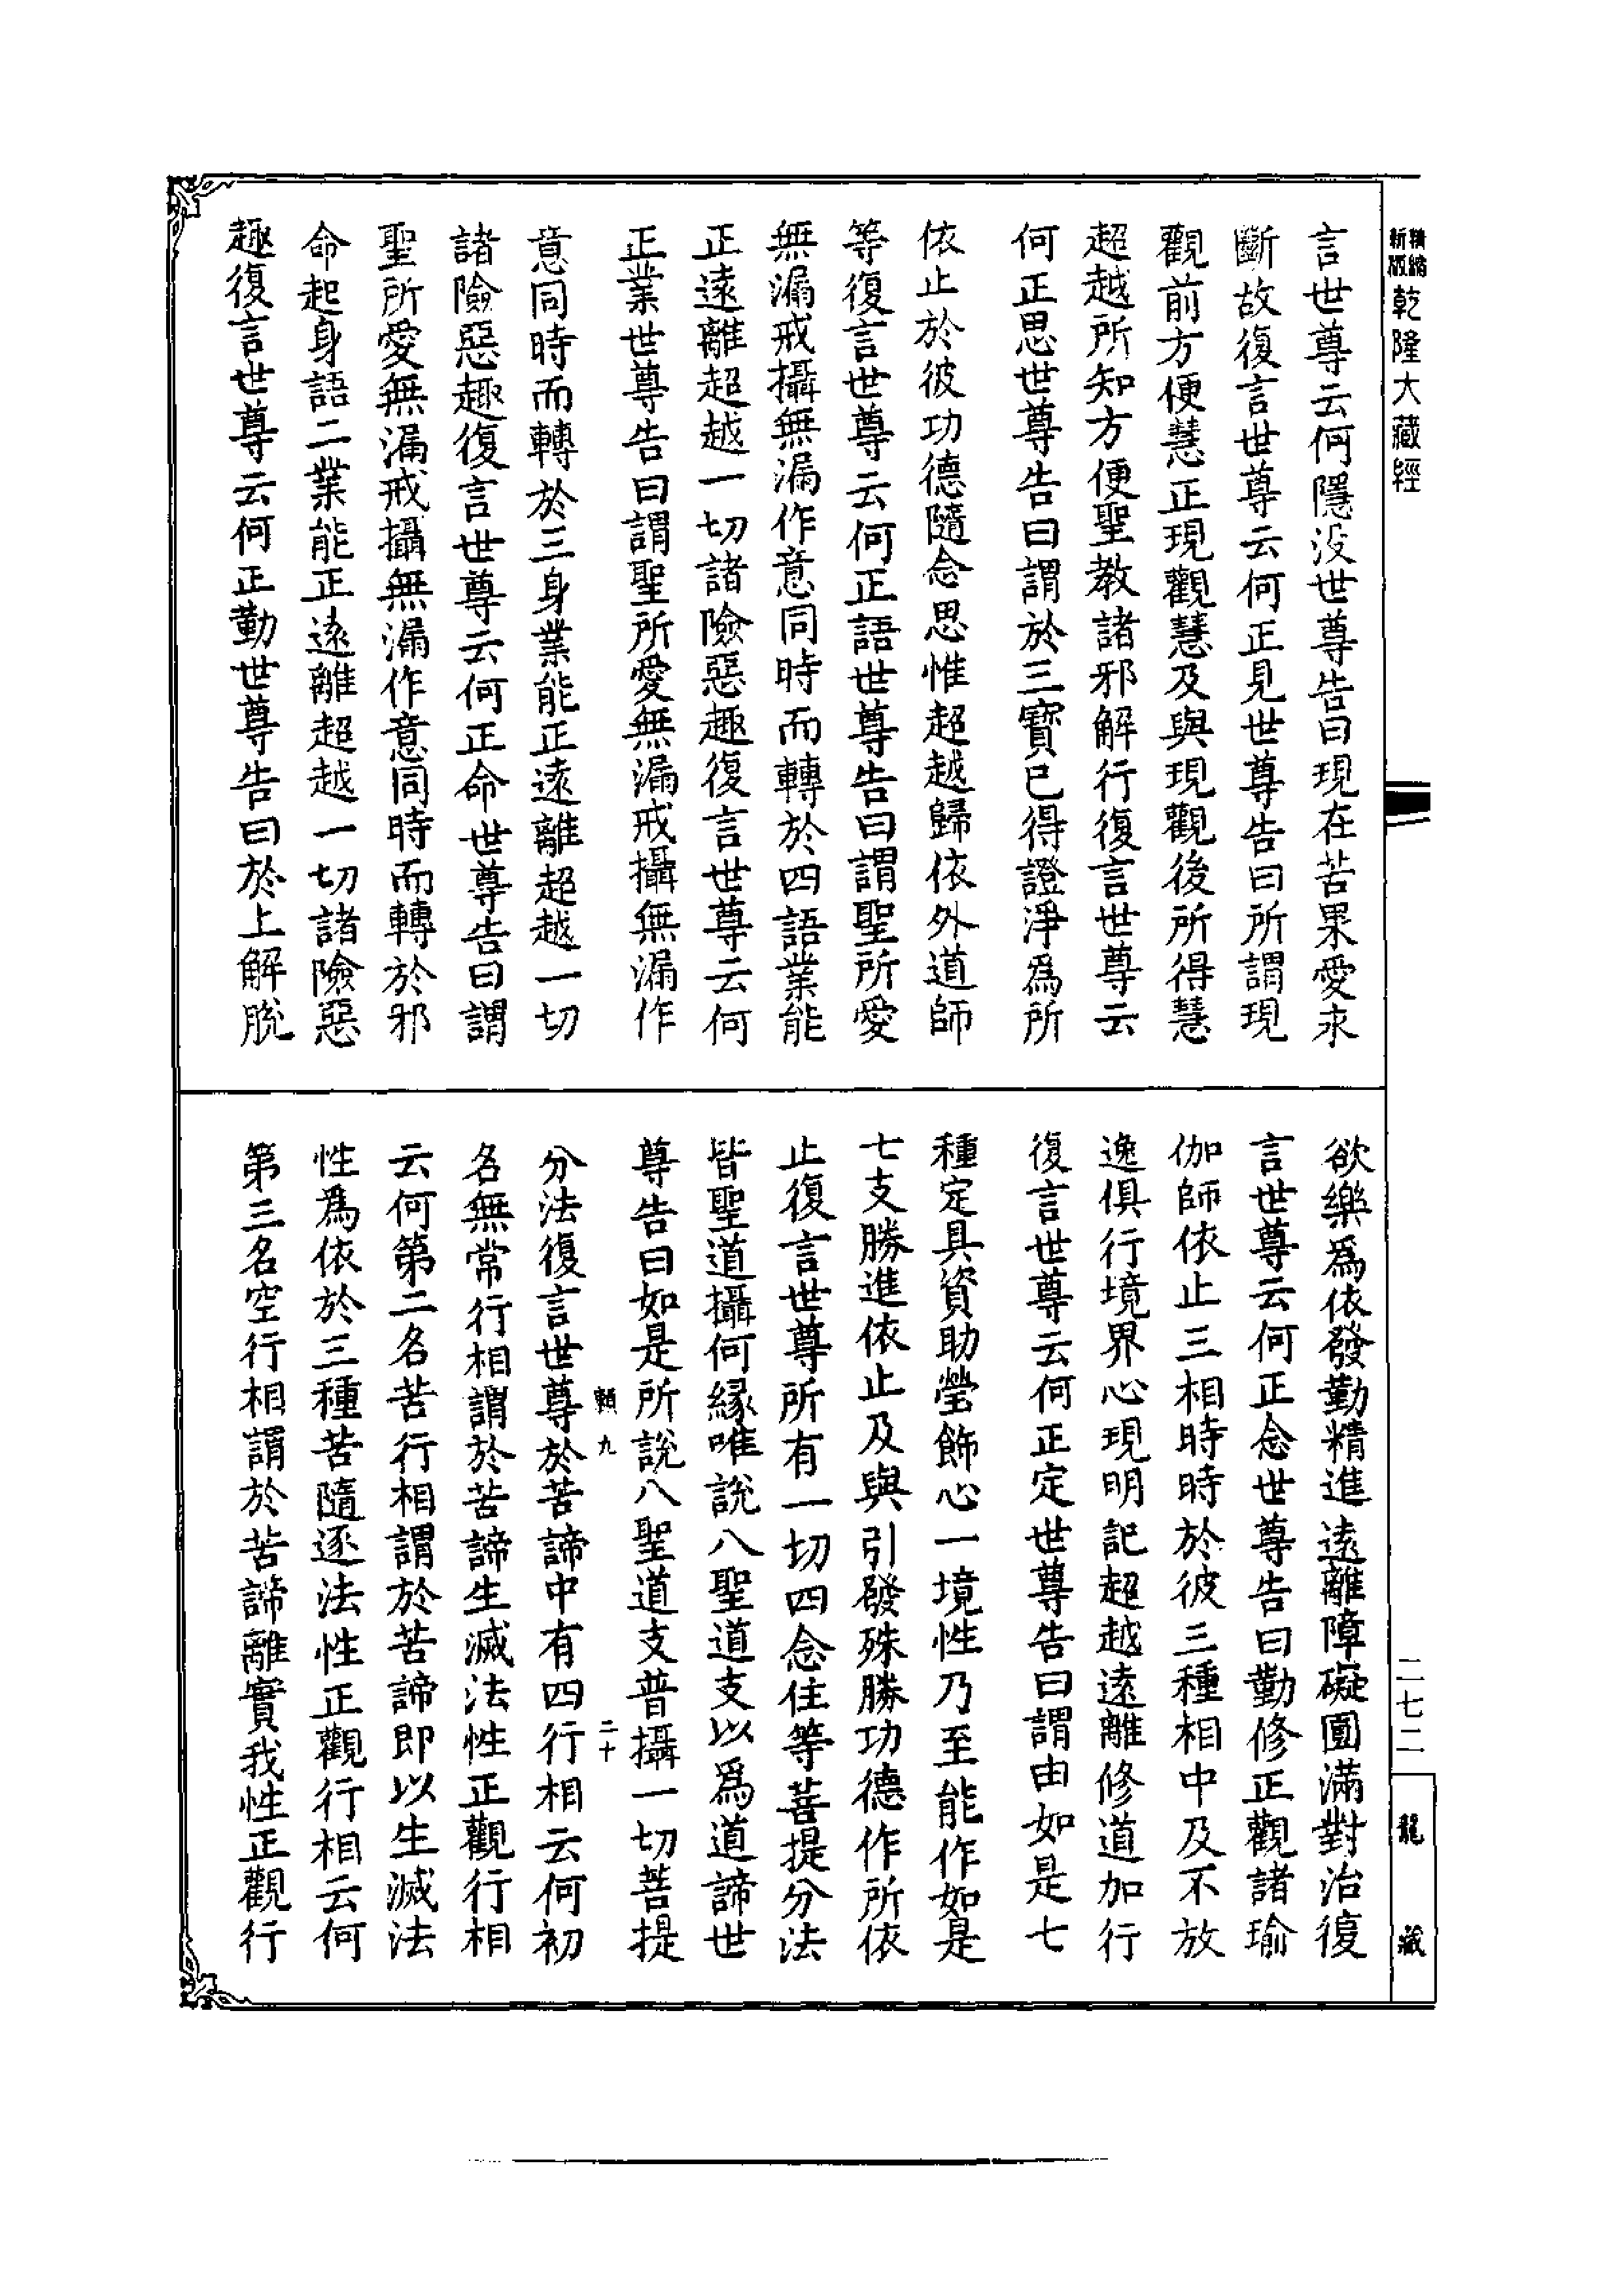 精縮新版乾隆大藏經
言世尊云何隱没世尊告曰現在苦果愛求
斷故復言世尊云何正見世尊告曰所謂現
觀前方便慧正現觀慧及與現觀後所得慧
超越所知方便聖教諸邪解行復言世尊云
何正思世尊告曰謂於三寶已得證淨爲所
依止於彼功德隨念思惟超越歸依外道師
等復言世尊云何正語世尊告曰謂聖所愛
無漏戒攝無漏作意同時而轉於四語業能
正遠離超越一切諸險惡趣復言世尊云何
正業世尊告曰謂聖所愛無漏戒攝無漏作
意同時而轉於三身業能正遠離超越一切
諸險惡趣復言世尊云何正命世尊告曰謂
聖所愛無漏戒攝無漏作意同時而轉於邪
命起身語二業能正遠離超越一切諸險惡
趣復言世尊云何正勤世尊告曰於上解脫
欲樂爲依發勤精進遠離障礙圓滿對治復
言世尊云何正念世尊告曰勤修正觀諸瑜
伽師依止三相時時於彼三種相中及不放
逸俱行境界心現明記超越遠離修道加行
復言世尊云何正定世尊告曰謂由如是七
種定具資助瑩飾心一境性乃至能作如是
七支勝進依止及與引發殊勝功德作所依
止復言世尊所有一切四念住等菩提分法
皆聖道攝何緣唯說八聖道支以爲道諦世
尊告曰如是所說八聖道支普攝一切菩提
賴九 二十
分法復言世尊於苦諦中有四行相云何初
名無常行相謂於苦諦生滅法性正觀行相
云何第二名苦行相謂於苦諦即以生滅法
性爲依於三種苦隨逐法性正觀行相云何
第三名空行相謂於苦諦離實我性正觀行
二七二
龍藏